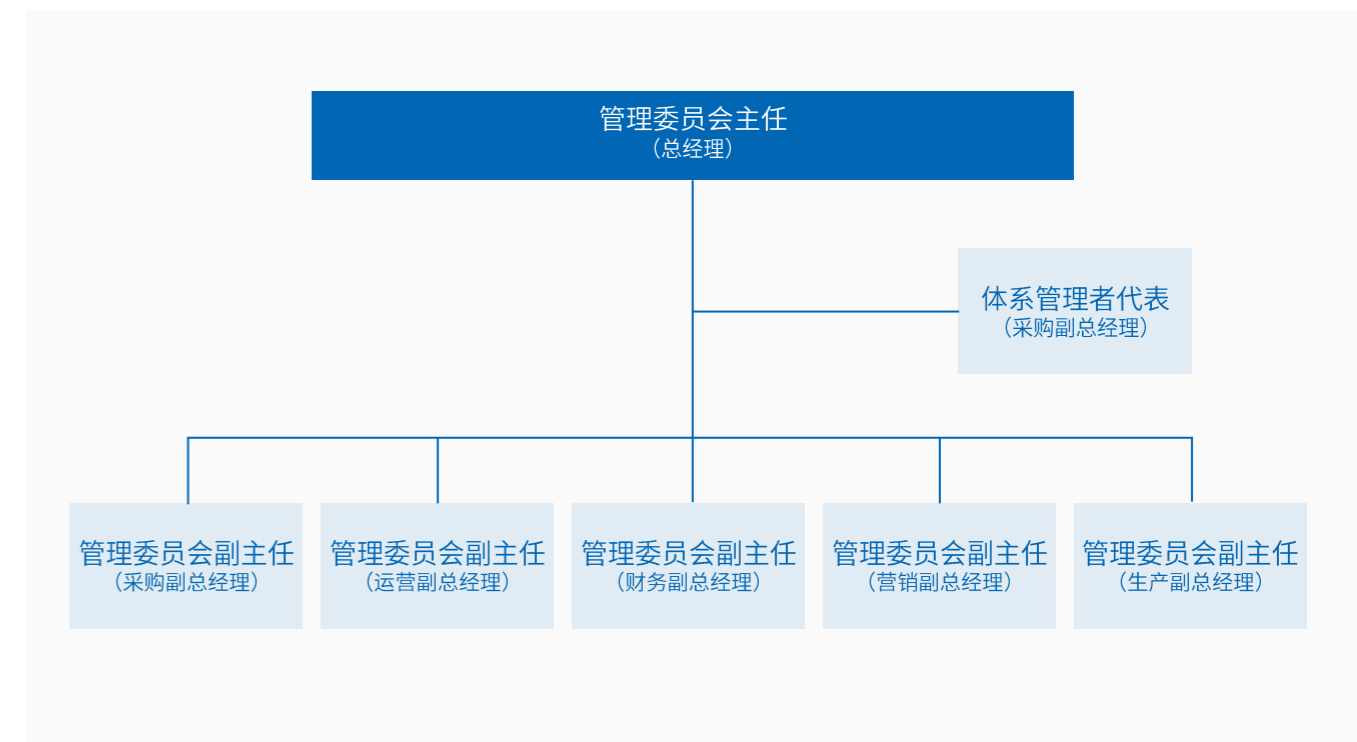 管理委员会主任
（总经理）
体系管理者代表
（采购副总经理）
管理委员会副主任
（采购副总经理）
管理委员会副主任
（运营副总经理）
管理委员会副主任
（财务副总经理）
管理委员会副主任
（营销副总经理）
管理委员会副主任
（生产副总经理）